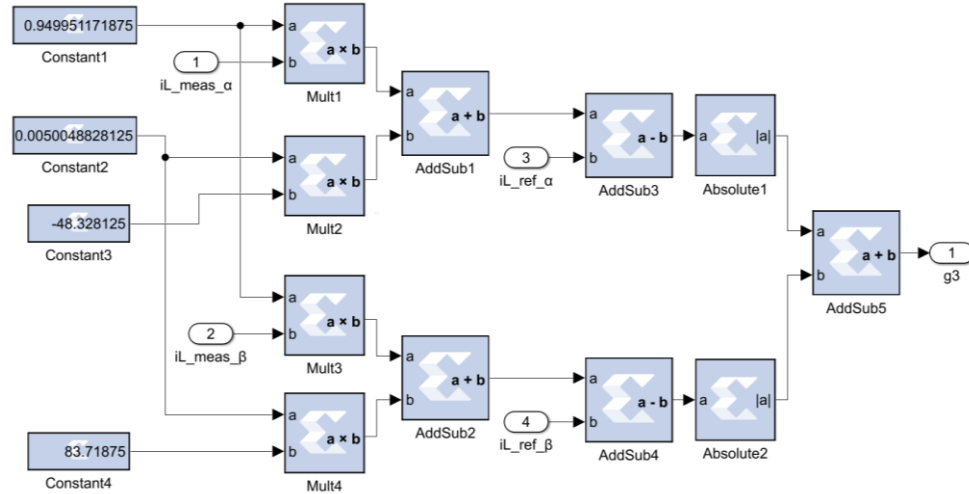 0.949951171875
Constant1
1
iL_meas_α
a
b
a × b
Mult1
0.0050048828125
Constant2
a
b
a × b
Mult2
-48.328125
Constant3
a
b
a + b
AddSub1
3
iL_ref_α
a
b
a - b
AddSub3
a
|a|
Absolute1
2
iL_meas_β
a
b
a × b
Mult3
83.71875
Constant4
a
b
a × b
Mult4
a
b
a + b
AddSub2
4
iL_ref_β
a
b
a - b
AddSub4
a
|a|
Absolute2
a
b
a + b
AddSub5
1
g3